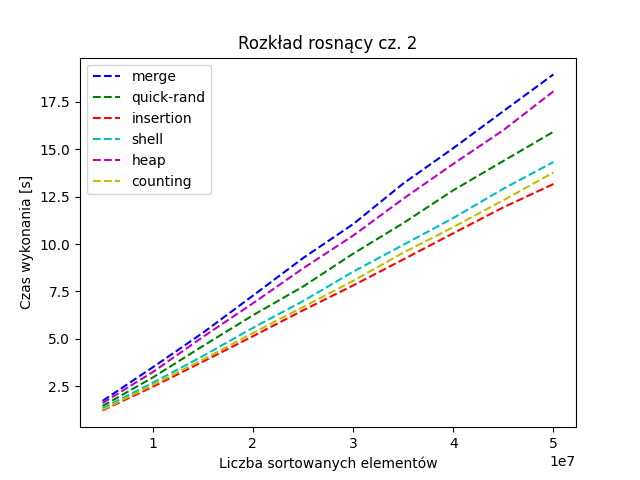 Rozkład rosnący cz. 2
merge
quick-rand
insertion
shell
heap
counting
Czas wykonania [s]
17.5
15.0
12.5
10.0
7.5
5.0
2.5
1 2 3 4 5
1e7
Liczba sortowanych elementów